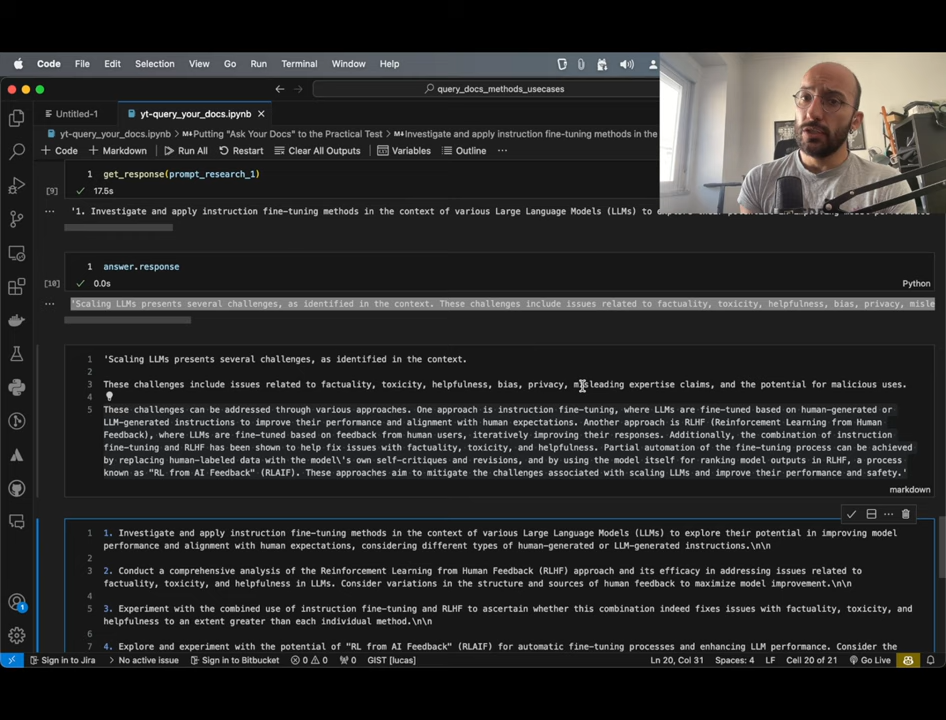 Code File Edit Selection View Go Run Terminal Window Help
query_docs_methods_usecases
Untitled-1 yt-query_your_docs.ipynb
yt-query_your_docs.ipynb > Putting "Ask Your Docs" to the Practical Test > Investigate and apply instruction fine-tuning methods in the
+ Code + Markdown Run All Restart Clear All Outputs Variables Outline ...
1 get_response(prompt_research_1)
[9] 17.5s
'1. Investigate and apply instruction fine-tuning methods in the context of various Large Language Models (LLMs) to
1 answer.response
[10] 0.0s Python
'Scaling LLMs presents several challenges, as identified in the context. These challenges include issues related to factuality, toxicity, helpfulness, bias, privacy, misle
1 'Scaling LLMs presents several challenges, as identified in the context.
2
3 These challenges include issues related to factuality, toxicity, helpfulness, bias, privacy, misleading expertise claims, and the potential for malicious uses.
4
5 These challenges can be addressed through various approaches. One approach is instruction fine-tuning, where LLMs are fine-tuned based on human-generated or
LLM-generated instructions to improve their performance and alignment with human expectations. Another approach is RLHF (Reinforcement Learning from Human
Feedback), where LLMs are fine-tuned based on feedback from human users, iteratively improving their responses. Additionally, the combination of instruction
fine-tuning and RLHF has been shown to help fix issues with factuality, toxicity, and helpfulness. Partial automation of the fine-tuning process can be achieved
by replacing human-labeled data with the model\'s own self-critiques and revisions, and by using the model itself for ranking model outputs in RLHF, a process
known as "RL from AI Feedback" (RLAIF). These approaches aim to mitigate the challenges associated with scaling LLMs and improve their performance and safety.'
markdown
1 1. Investigate and apply instruction fine-tuning methods in the context of various Large Language Models (LLMs) to explore their potential in improving model
performance and alignment with human expectations, considering different types of human-generated or LLM-generated instructions.\n\n
2
3 2. Conduct a comprehensive analysis of the Reinforcement Learning from Human Feedback (RLHF) approach and its efficacy in addressing issues related to
factuality, toxicity, and helpfulness in LLMs. Consider variations in the structure and sources of human feedback to maximize model improvement.\n\n
4
5 3. Experiment with the combined use of instruction fine-tuning and RLHF to ascertain whether this combination indeed fixes issues with factuality, toxicity, and
helpfulness to an extent greater than each individual method.\n\n
6
7 4. Explore and experiment with the potential of "RL from AI Feedback" (RLAIF) for automatic fine-tuning processes and enhancing LLM performance. Consider the
1 Sign in to Jira No active issue Sign in to Bitbucket 0 0 0 GIST [lucas] Ln 20, Col 31 Spaces: 4 LF Cell 20 of 21 Go Live